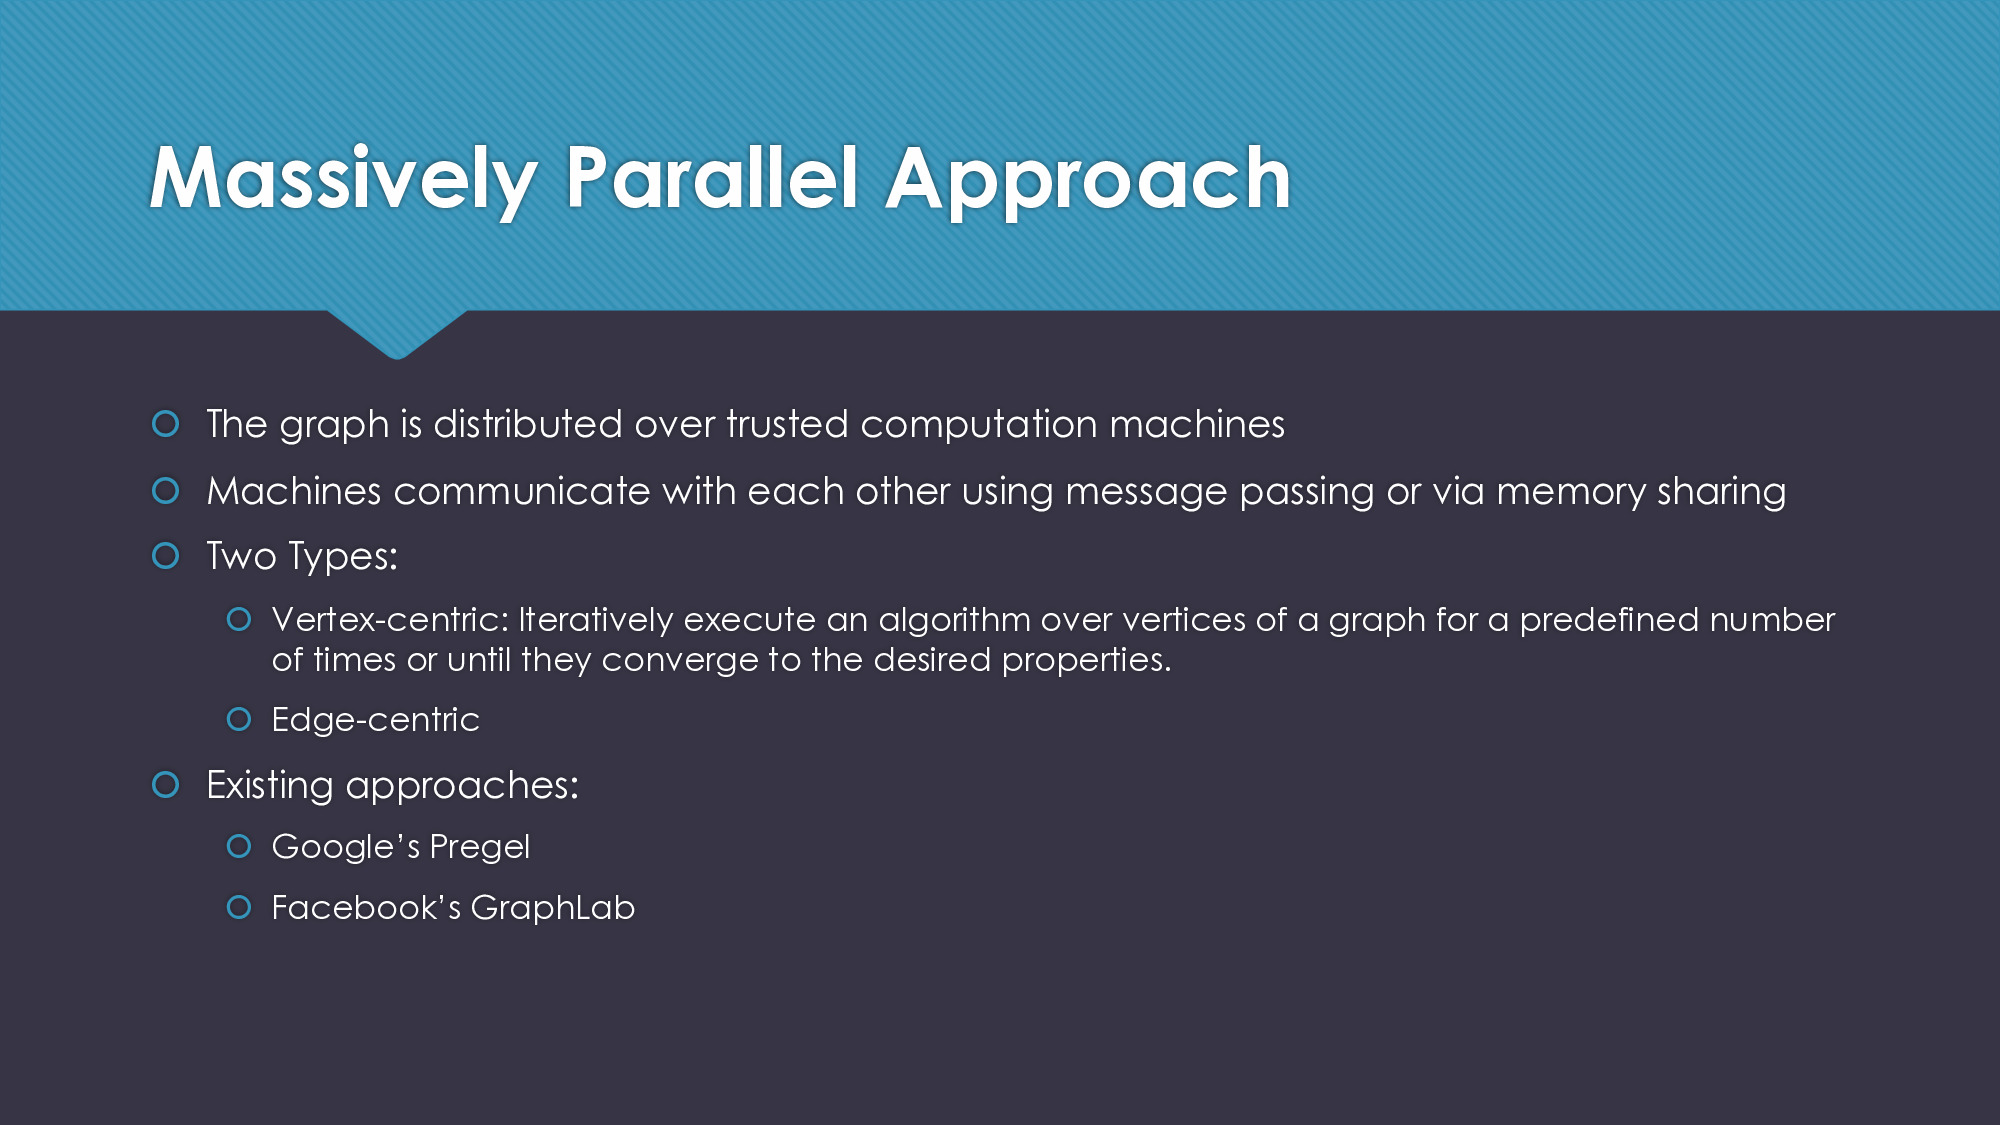 Massively Parallel Approach
The graph is distributed over trusted computation machines
Machines communicate with each other using message passing or via memory sharing
Two Types:
Vertex-centric: Iteratively execute an algorithm over vertices of a graph for a predefined number
of times or until they converge to the desired properties.
Edge-centric
Existing approaches:
Google’s Pregel
Facebook’s GraphLab